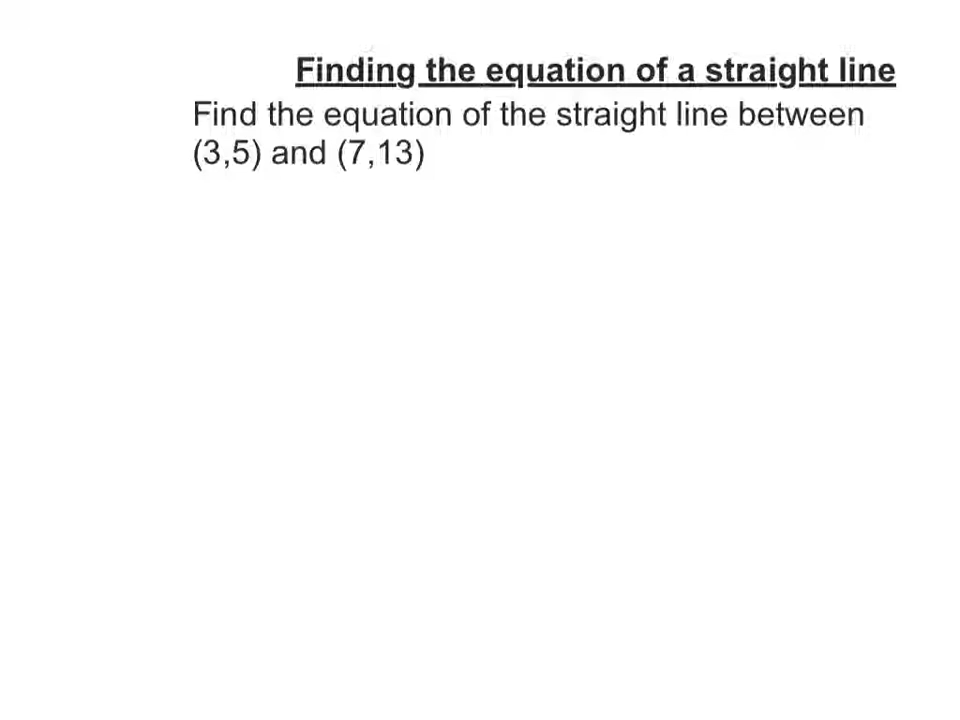 Finding the equation of a straight line
Find the equation of the straight line between
(3,5) and (7,13)